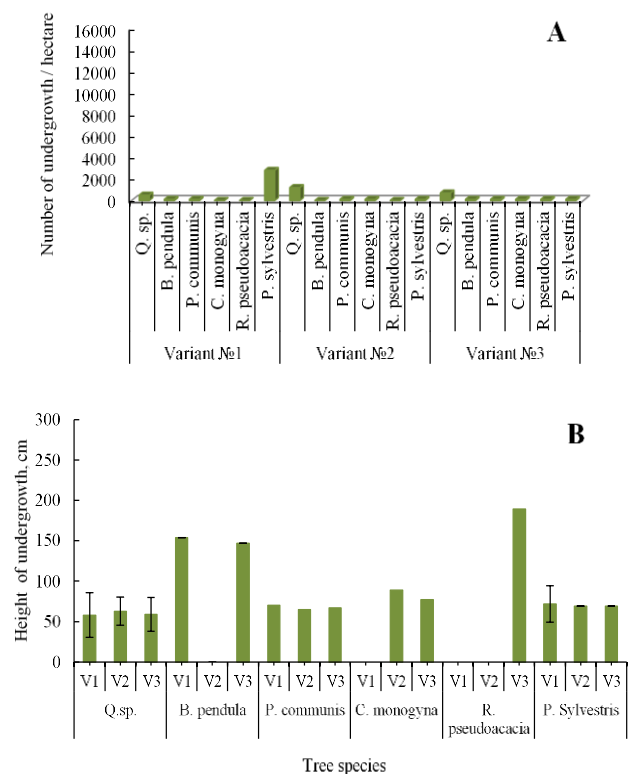 A
Number of undergrowth / hectare
16000
14000
12000
10000
8000
6000
4000
2000
0
Q. sp.
B. pendula
P. communis
C. monogyna
R. pseudoacacia
P. sylvestris
Q. sp.
B. pendula
P. communis
C. monogyna
R. pseudoacacia
P. sylvestris
Q. sp.
B. pendula
P. communis
C. monogyna
R. pseudoacacia
P. sylvestris
Variant №1 Variant №2 Variant №3
B
Height of undergrowth, cm
300
250
200
150
100
50
0
V1 V2 V3 V1 V2 V3 V1 V2 V3 V1 V2 V3 V1 V2 V3 V1 V2 V3
Q.sp. B. pendula P. communis C. monogyna R. pseudoacacia P. Sylvestris
Tree species